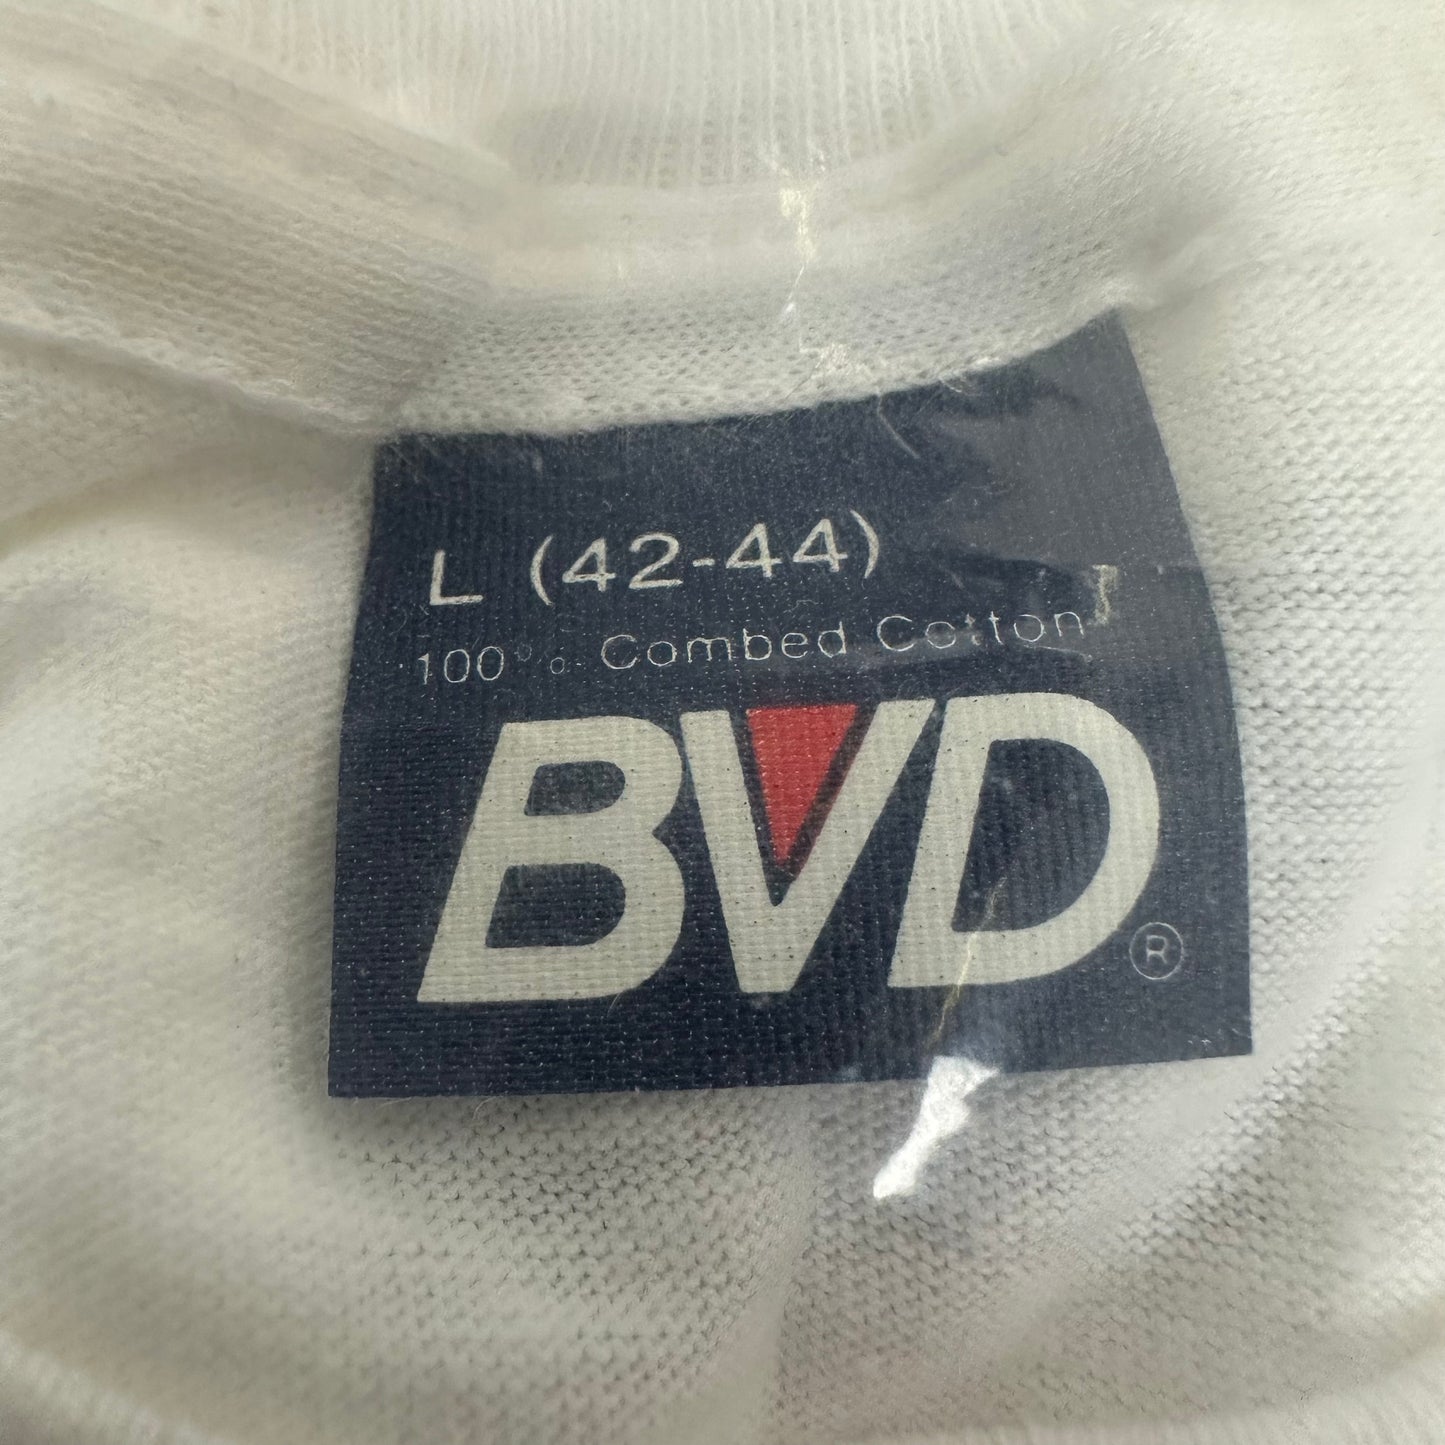 L (42-44)
100% Combed Cotton
BVD®